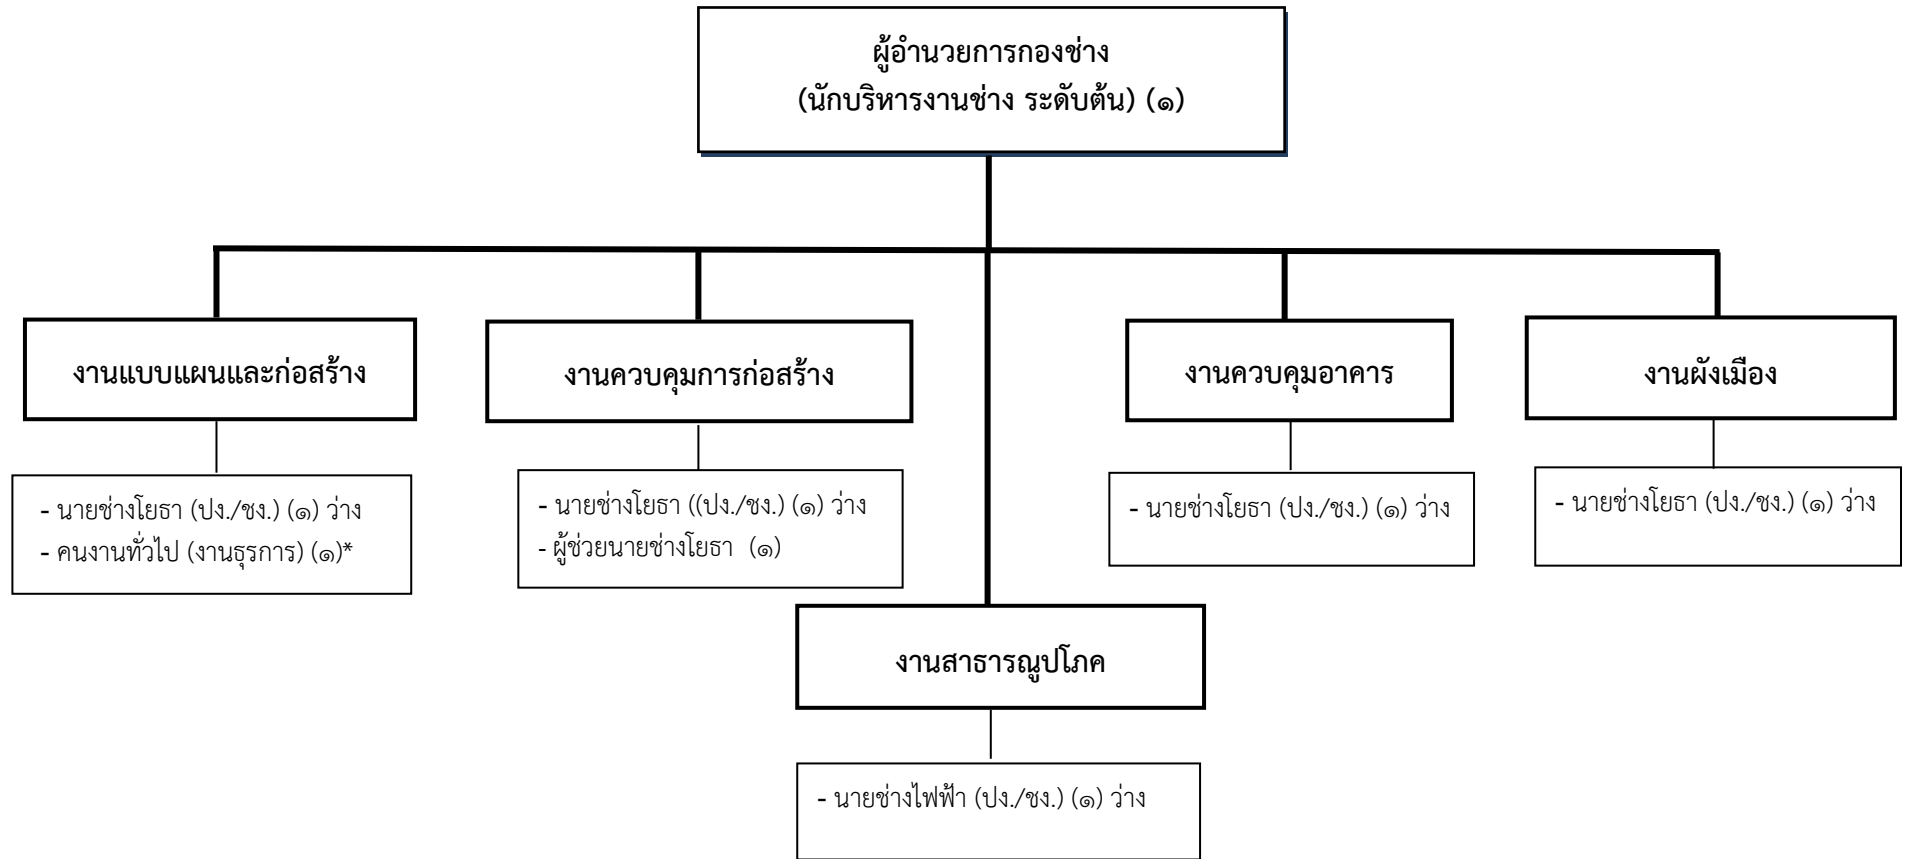 ผู้อำนวยการกองช่าง
(นักบริหารงานช่าง ระดับต้น) (๑)
งานแบบแผนและก่อสร้าง
งานควบคุมการก่อสร้าง
งานควบคุมอาคาร
งานผังเมือง
- นายช่างโยธา (ปง./ชง.) (๑) ว่าง
- คนงานทั่วไป (งานธุรการ) (๑)*
- นายช่างโยธา ((ปง./ชง.) (๑) ว่าง
- ผู้ช่วยนายช่างโยธา (๑)
- นายช่างโยธา (ปง./ชง.) (๑) ว่าง
- นายช่างโยธา (ปง./ชง.) (๑) ว่าง
งานสาธารณูปโภค
- นายช่างไฟฟ้า (ปง./ชง.) (๑) ว่าง